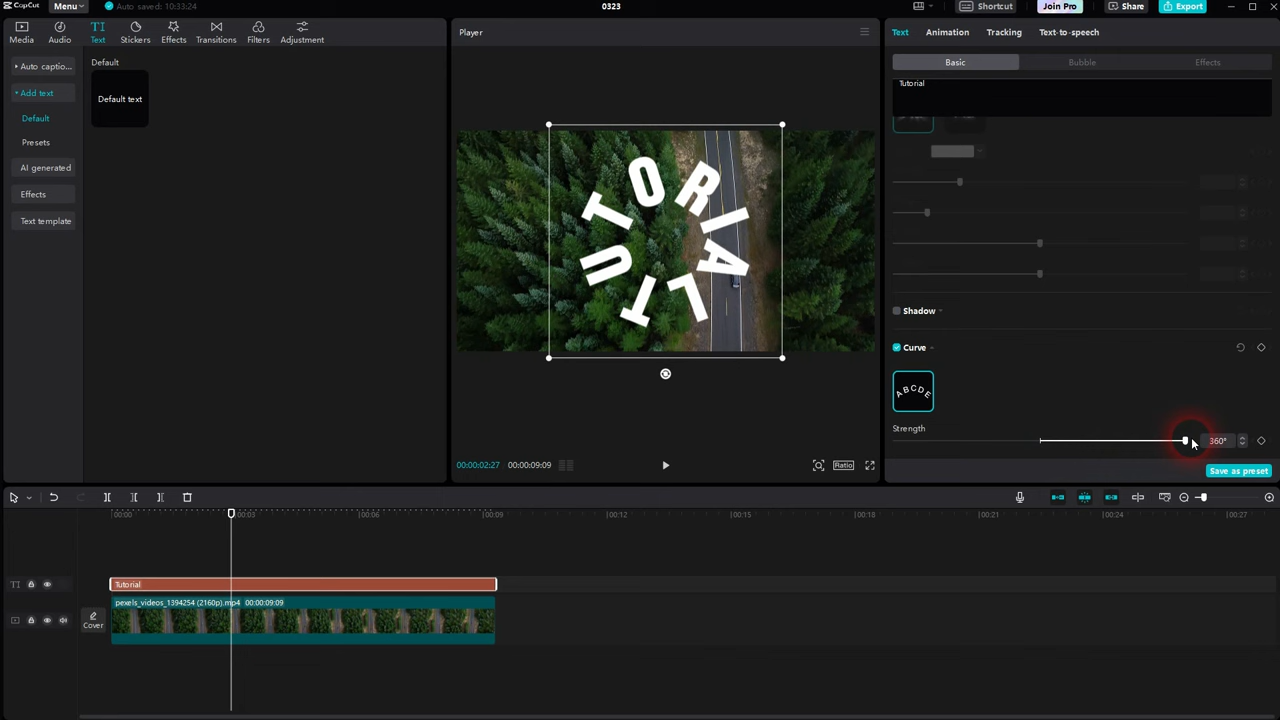 CapCut
Menu
Auto saved: 10:33:24
0323
Shortcut
Join Pro
Share
Export
Media
Audio
TI
Text
Stickers
Effects
Transitions
Filters
Adjustment
Auto captio...
Add text
Default
Presets
AI generated
Effects
Text template
Default
Default text
Player
TUTORIAL
00:00:02:27
00:00:09:09
Ratio
Text
Animation
Tracking
Text-to-speech
Basic
Bubble
Effects
Tutorial
Shadow
Curve
ABCDE
Strength
360°
Save as preset
00:00
00:03
00:06
00:09
00:12
00:15
00:18
00:21
00:24
00:27
TI
Tutorial
Cover
pexels_videos_1394254 (2160p).mp4 00:00:09:09